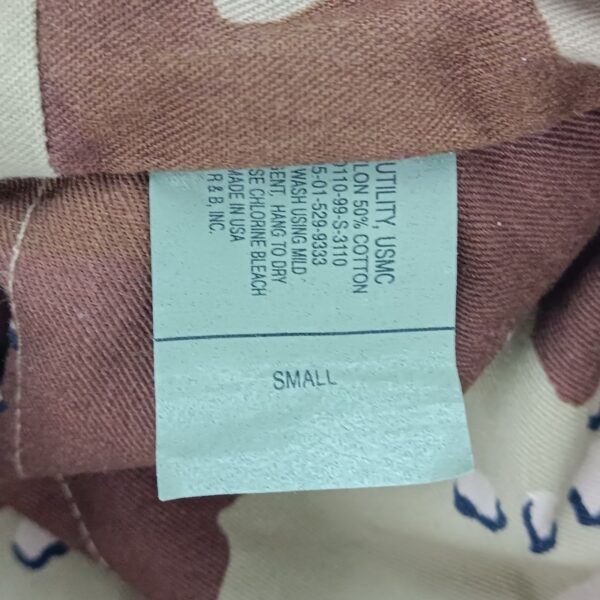 UTILITY, USMC
LON 50% COTTON
0110-99-S-3110
5-01-529-9333
WASH USING MILD
GENT, HANG TO DRY
SE CHLORINE BLEACH
MADE IN USA
R & B, INC.
SMALL